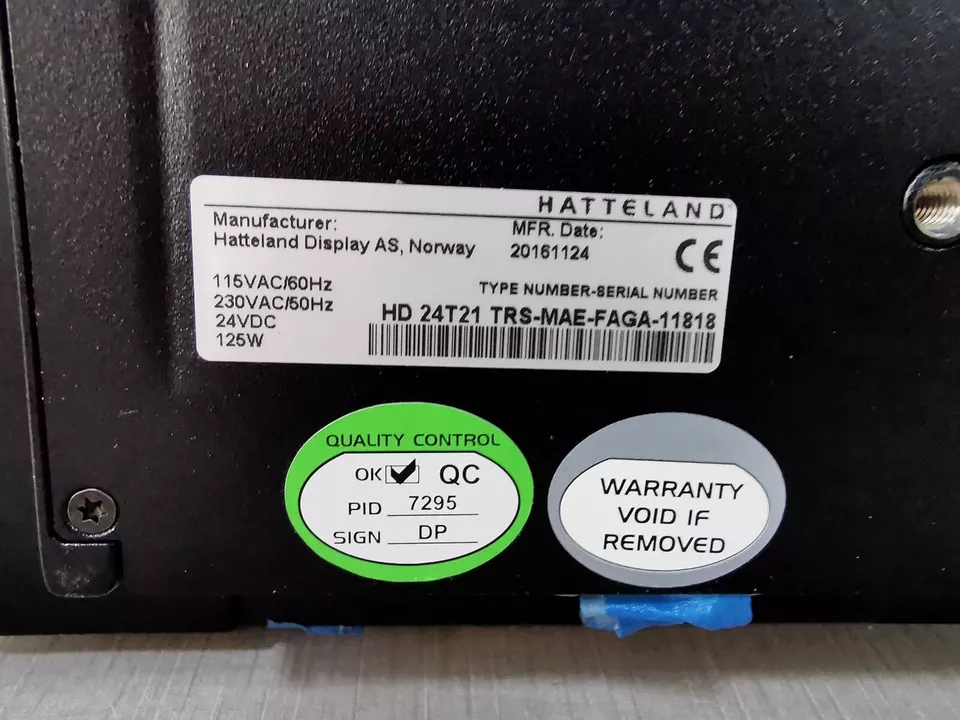 HATTELAND
Manufacturer:
Hatteland Display AS, Norway
MFR. Date:
20161124
CE
115VAC/60Hz
230VAC/50Hz
24VDC
125W
TYPE NUMBER-SERIAL NUMBER
HD 24T21 TRS-MAE-FAGA-11818
QUALITY CONTROL
OK QC
PID 7295
SIGN DP
WARRANTY
VOID IF
REMOVED